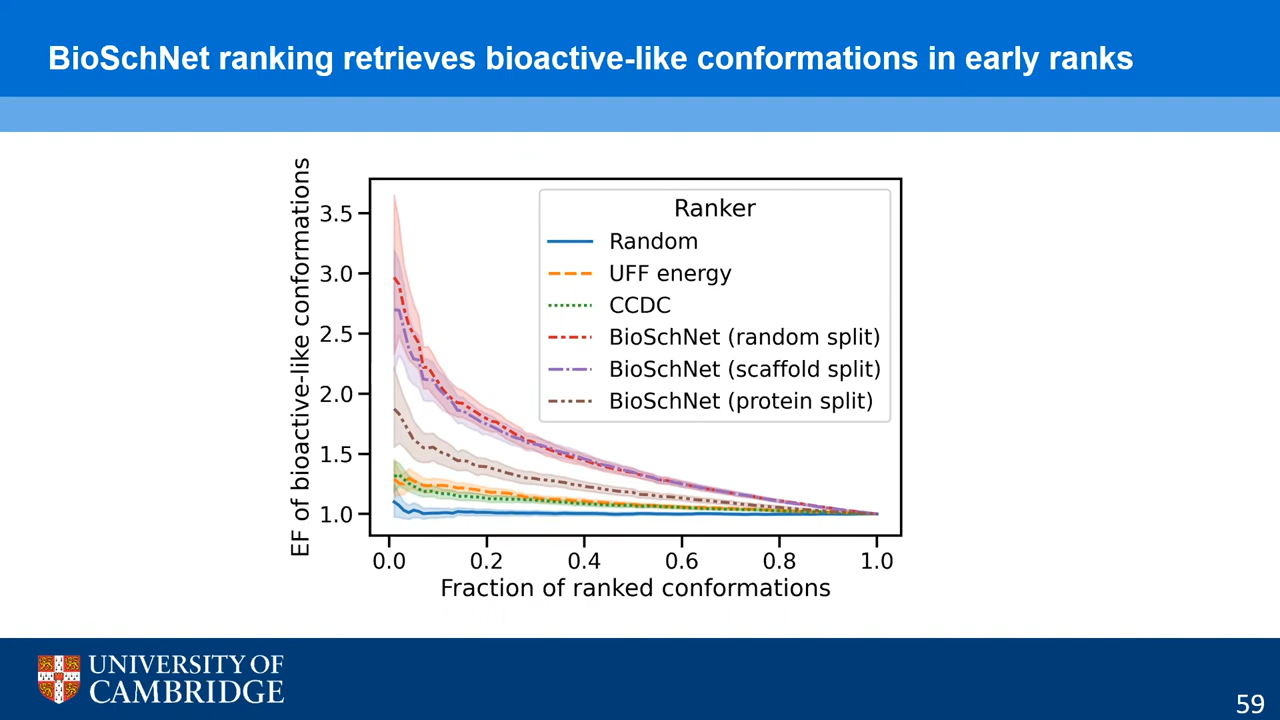 BioSchNet ranking retrieves bioactive-like conformations in early ranks
EF of bioactive-like conformations
3.5
3.0
2.5
2.0
1.5
1.0
Ranker
Random
UFF energy
CCDC
BioSchNet (random split)
BioSchNet (scaffold split)
BioSchNet (protein split)
0.0 0.2 0.4 0.6 0.8 1.0
Fraction of ranked conformations
UNIVERSITY OF
CAMBRIDGE
59